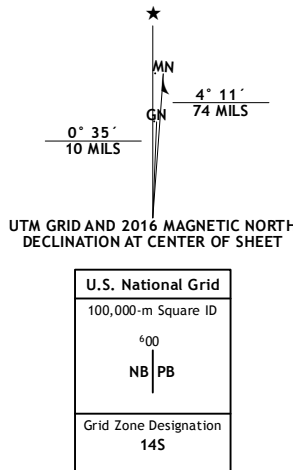 ★
MN
GN
4° 11´
74 MILS
0° 35´
10 MILS
UTM GRID AND 2016 MAGNETIC NORTH
DECLINATION AT CENTER OF SHEET
U.S. National Grid
100,000-m Square ID
⁶00
NB PB
Grid Zone Designation
14S